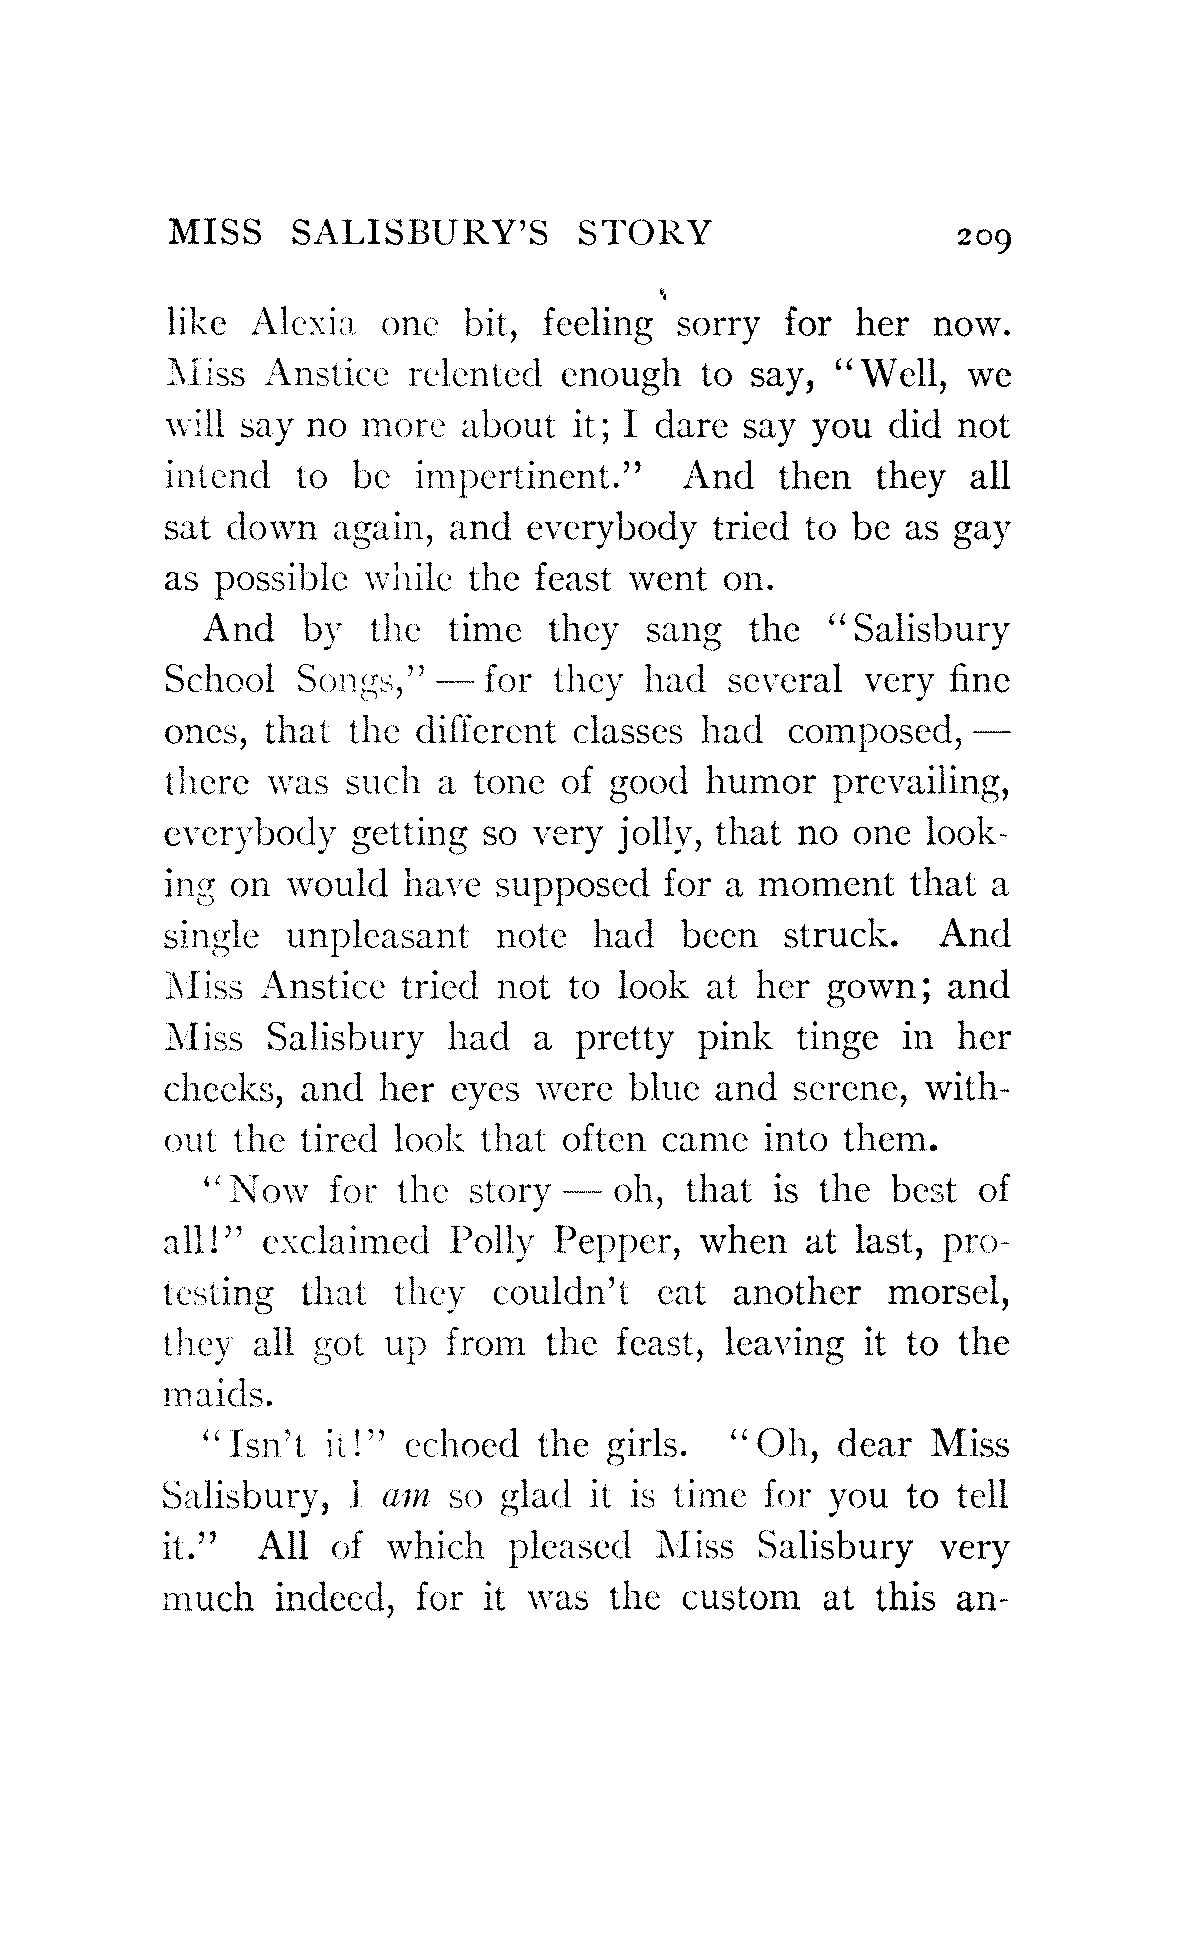 MISS SALISBURY'S STORY 209
like Alexia one bit, feeling sorry for her now.
Miss Anstice relented enough to say, "Well, we
will say no more about it; I dare say you did not
intend to be impertinent." And then they all
sat down again, and everybody tried to be as gay
as possible while the feast went on.
And by the time they sang the "Salisbury
School Songs," — for they had several very fine
ones, that the different classes had composed, —
there was such a tone of good humor prevailing,
everybody getting so very jolly, that no one look-
ing on would have supposed for a moment that a
single unpleasant note had been struck. And
Miss Anstice tried not to look at her gown; and
Miss Salisbury had a pretty pink tinge in her
cheeks, and her eyes were blue and serene, with-
out the tired look that often came into them.
"Now for the story — oh, that is the best of
all!" exclaimed Polly Pepper, when at last, pro-
testing that they couldn't eat another morsel,
they all got up from the feast, leaving it to the
maids.
"Isn't it!" echoed the girls. "Oh, dear Miss
Salisbury, I am so glad it is time for you to tell
it." All of which pleased Miss Salisbury very
much indeed, for it was the custom at this an-